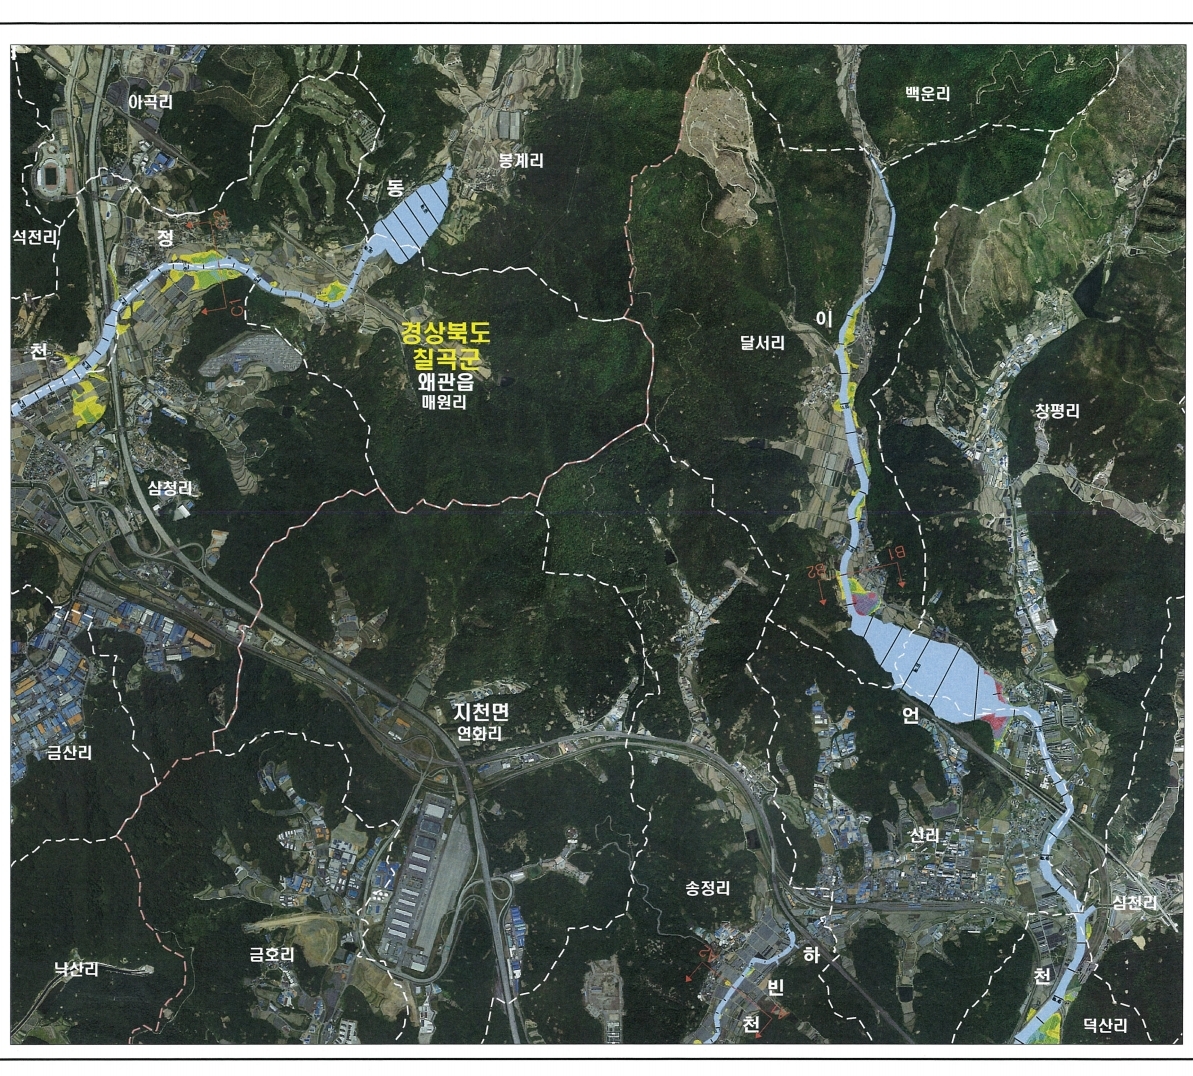 아곡리
백운리
봉계리
동
석전리
정
이
경상북도
칠곡군
왜관읍
매원리
달서리
천
창평리
삼청리
B1
B2
지천면
연화리
언
금산리
신리
송정리
심천리
금호리
하
낙산리
천
빈
천
덕산리